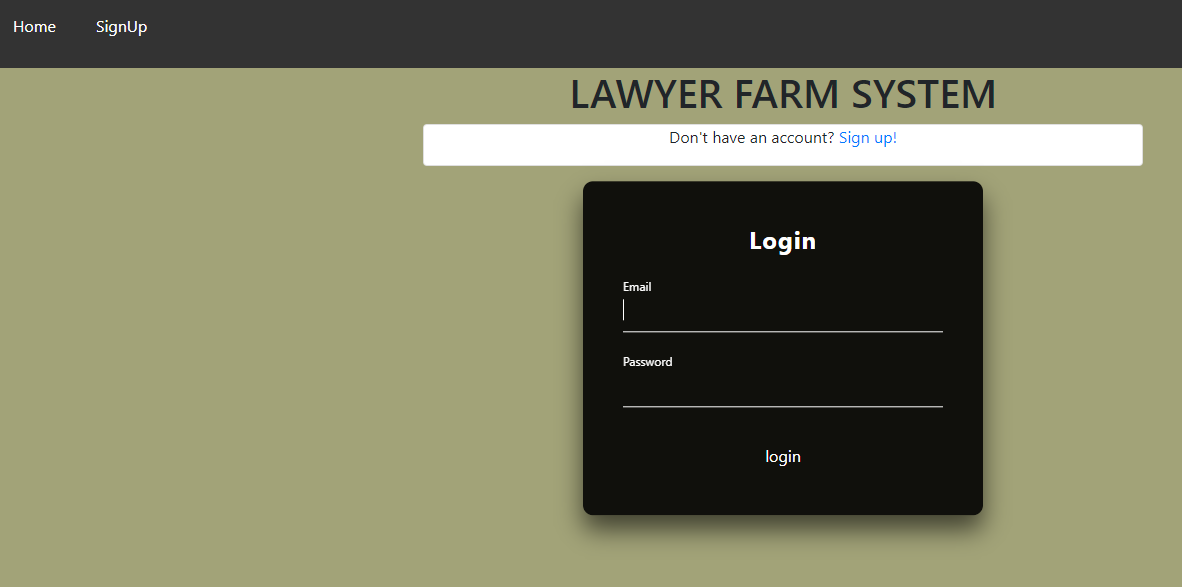 Home SignUp
LAWYER FARM SYSTEM
Don't have an account? Sign up!
Login
Email
Password
login